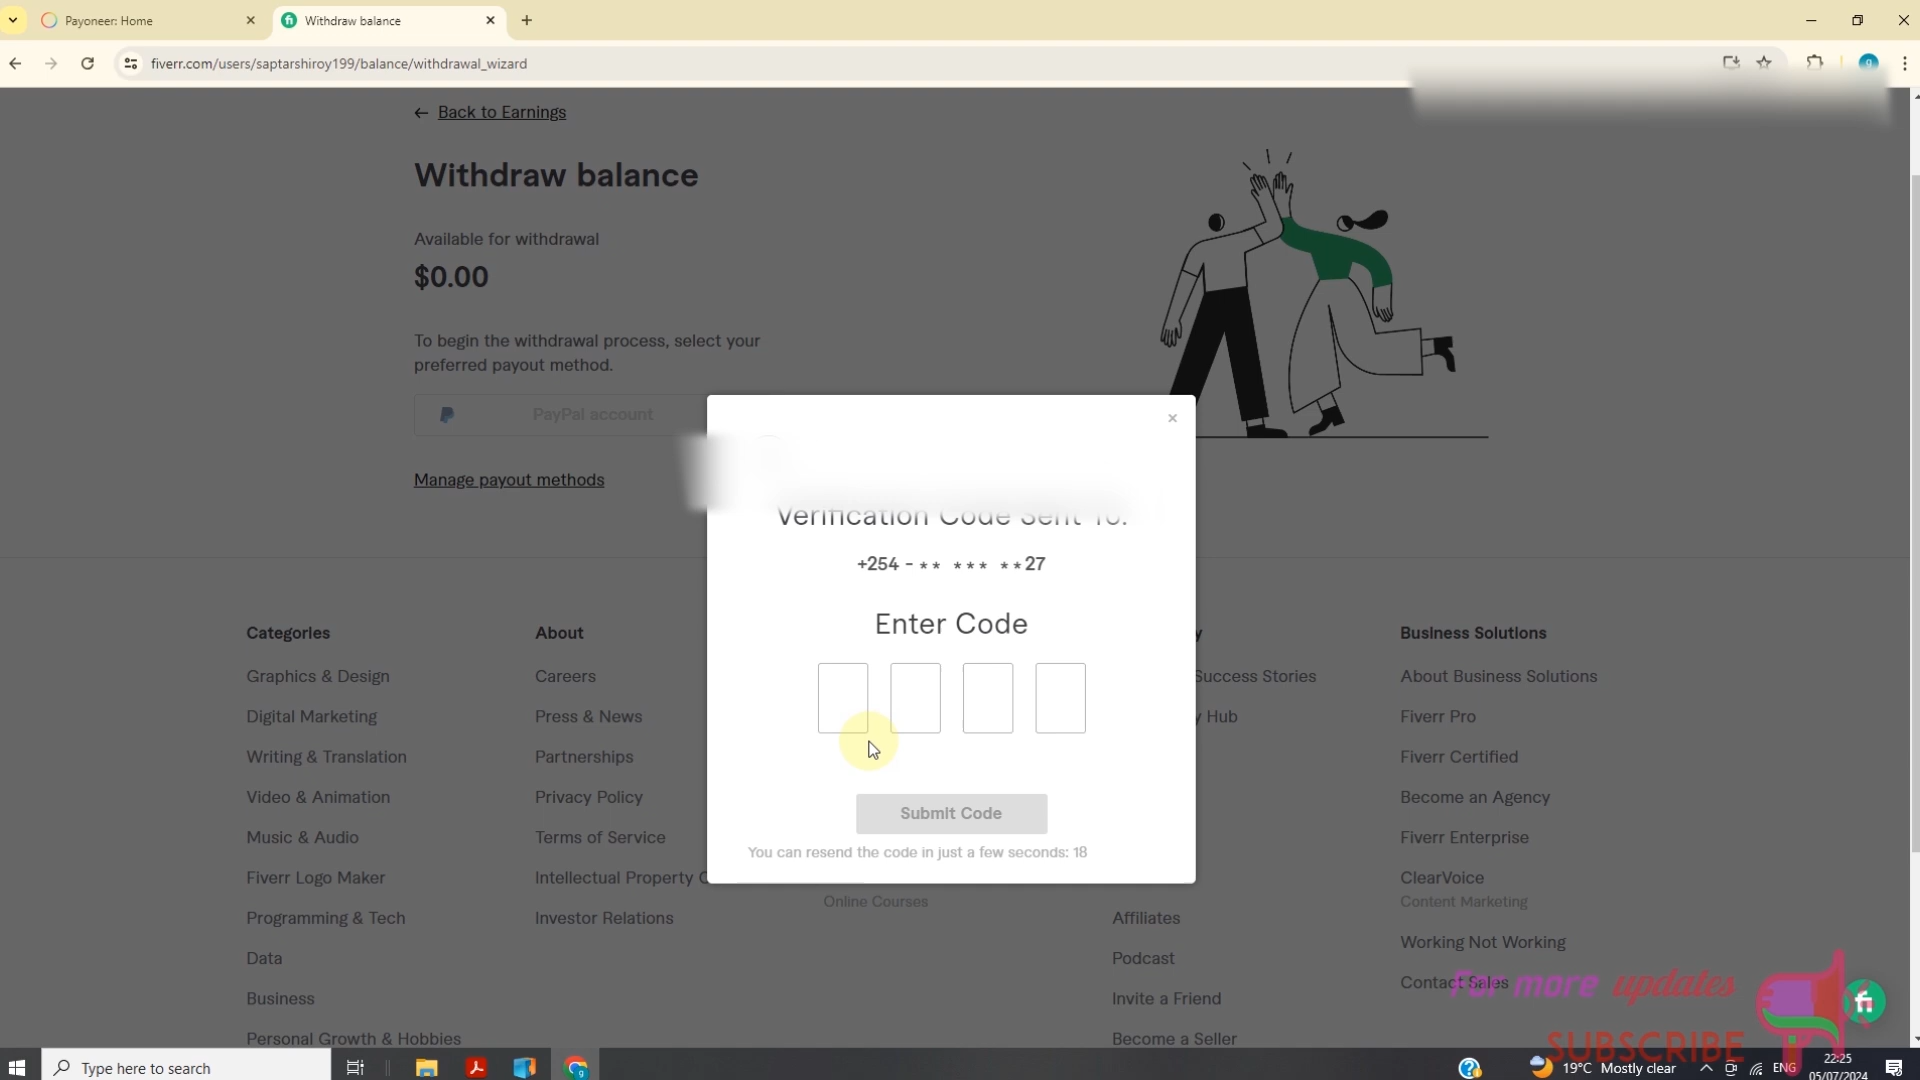 Payoneer: Home
Withdraw balance
fiverr.com/users/saptarshiroy199/balance/withdrawal_wizard
Back to Earnings
Withdraw balance
Available for withdrawal
$0.00
To begin the withdrawal process, select your
preferred payout method.
PayPal account
Manage payout methods
Verification Code Sent To:
+254 - ** *** **27
Enter Code
Submit Code
You can resend the code in just a few seconds: 18
Categories
Graphics & Design
Digital Marketing
Writing & Translation
Video & Animation
Music & Audio
Fiverr Logo Maker
Programming & Tech
Data
Business
Personal Growth & Hobbies
About
Careers
Press & News
Partnerships
Privacy Policy
Terms of Service
Intellectual Property
Investor Relations
Online Courses
Success Stories
Hub
Affiliates
Podcast
Invite a Friend
Become a Seller
Business Solutions
About Business Solutions
Fiverr Pro
Fiverr Certified
Become an Agency
Fiverr Enterprise
ClearVoice
Content Marketing
Working Not Working
Contact Sales
For more updates
SUBSCRIBE
fi
Type here to search
19°C Mostly clear
ENG
22:25
05/07/2024